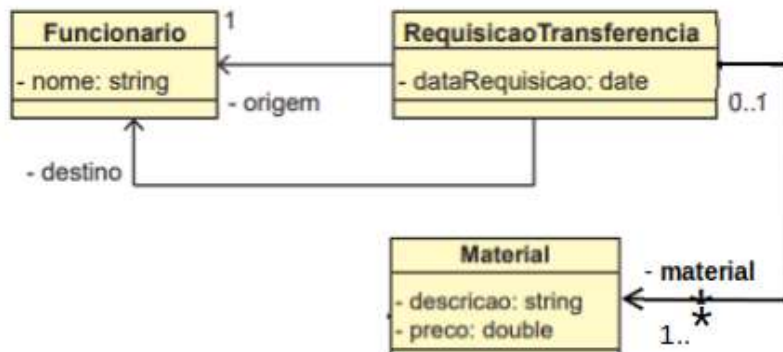 Funcionario
1
RequisicaoTransferencia
- nome: string
- dataRequisicao: date
- origem
0..1
- destino
Material
- material
- descricao: string
- preco: double
1..*